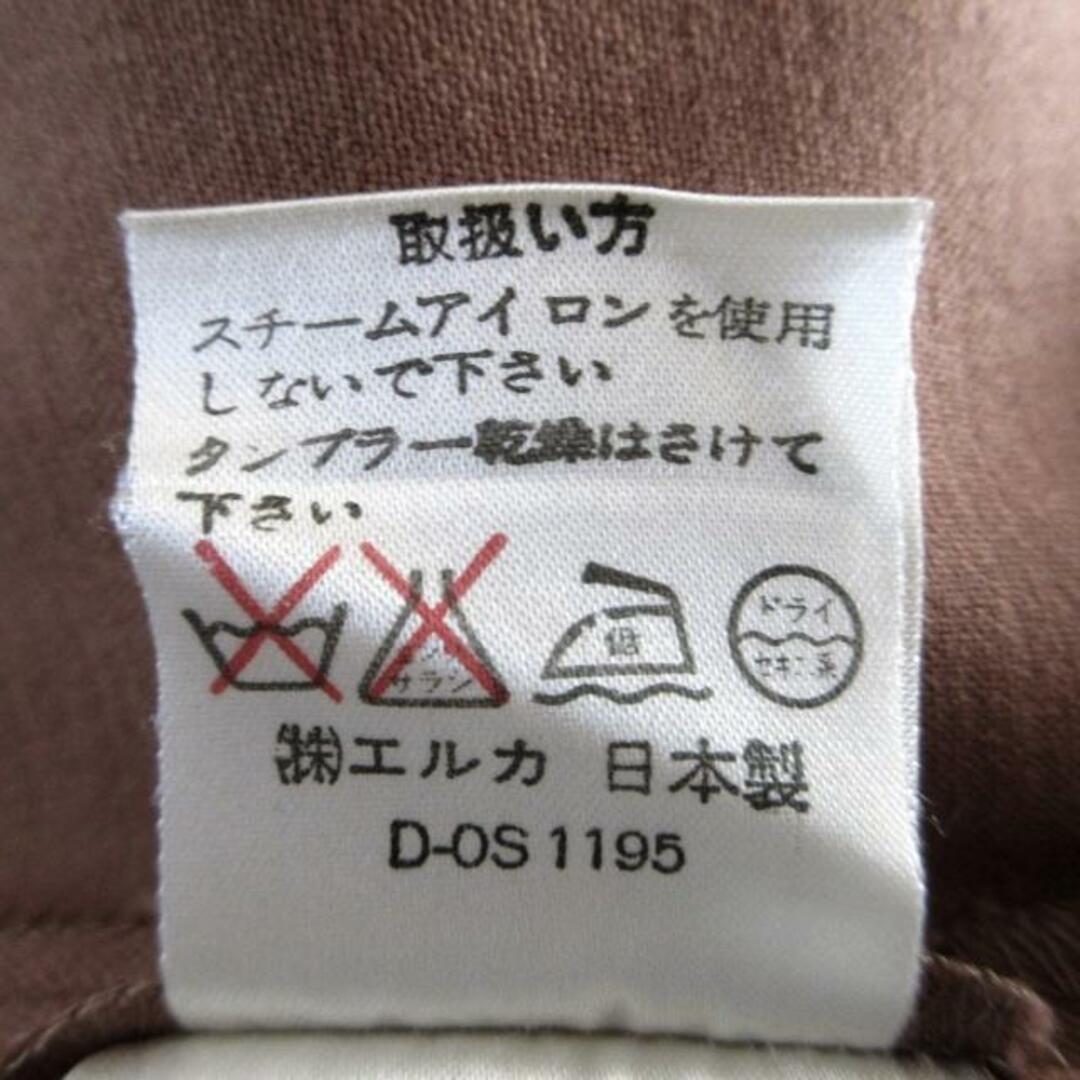 取扱い方
スチームアイロンを使用
しないで下さい
タンブラー乾燥はさけて
下さい
サラシ
低
ドライ
セキユ系
㈱エルカ 日本製
D-OS 1195